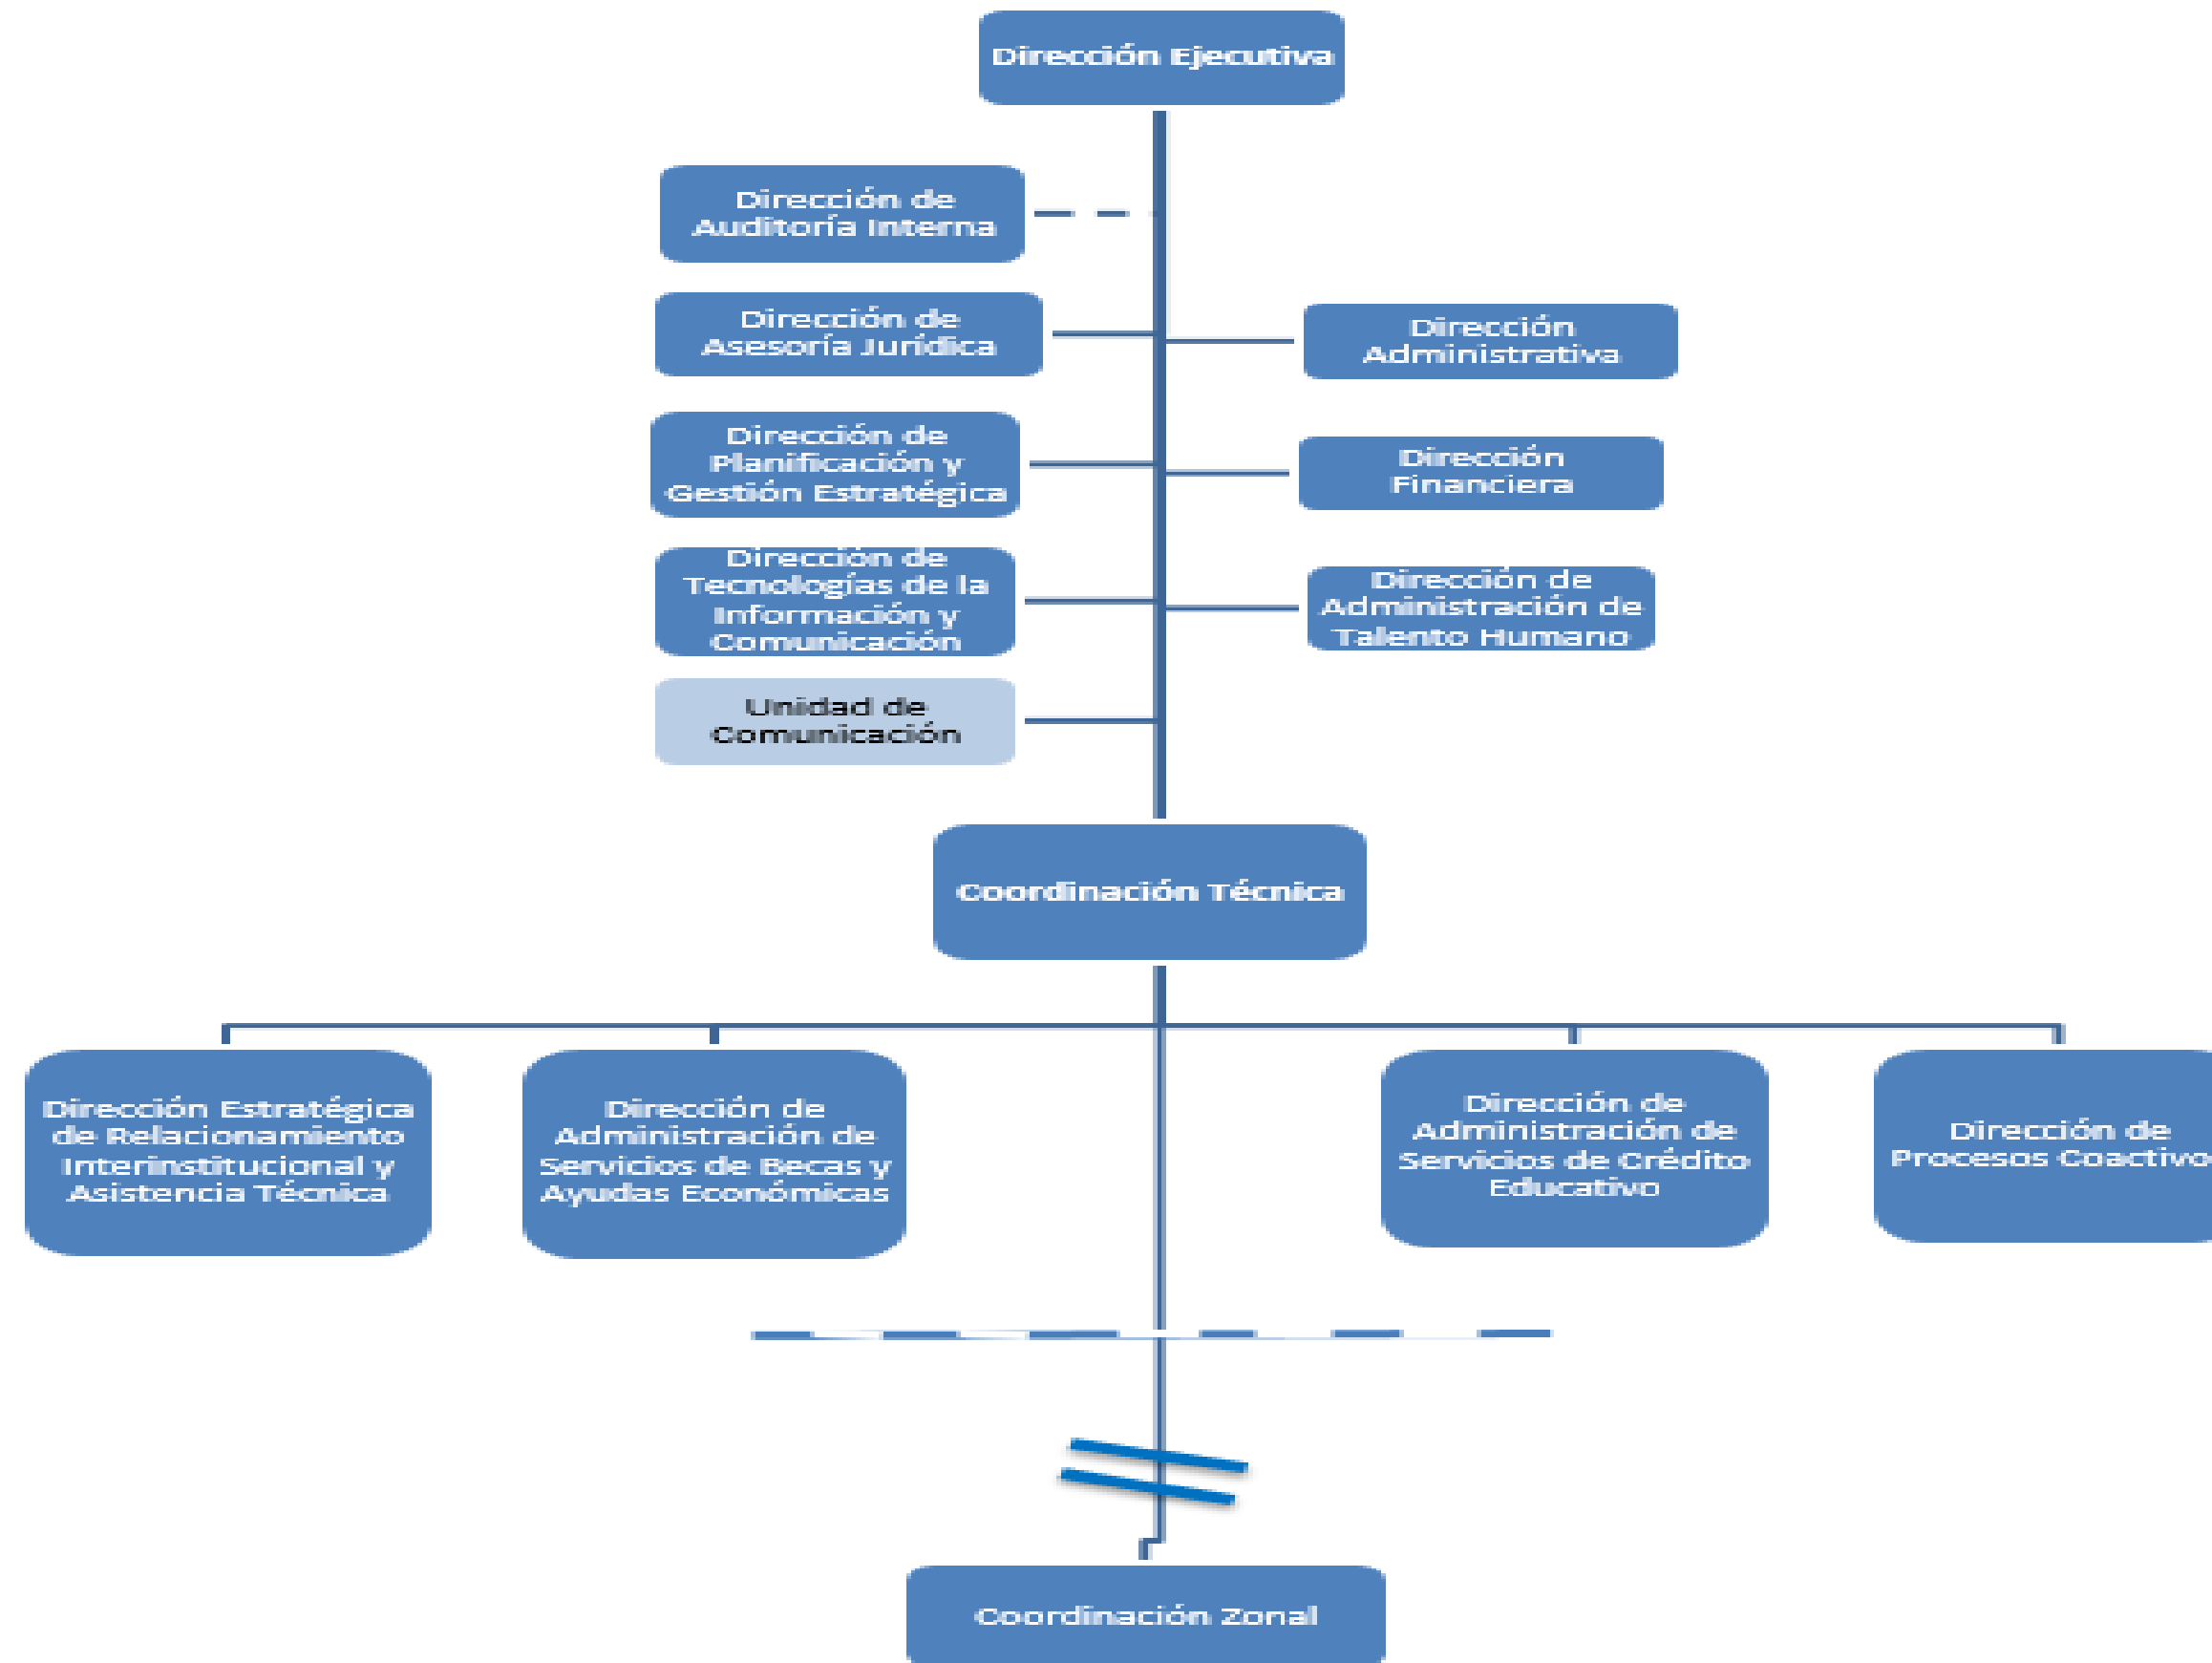 Dirección Ejecutiva
Dirección de
Auditoría Interna
Dirección de
Asesoría Jurídica
Dirección
Administrativa
Dirección de
Planificación y
Gestión Estratégica
Dirección
Financiera
Dirección de
Tecnologías de la
Información y
Comunicación
Dirección de
Administración de
Talento Humano
Unidad de
Comunicación
Coordinación Técnica
Dirección Estratégica
de Relacionamiento
Interinstitucional y
Asistencia Técnica
Dirección de
Administración de
Servicios de Becas y
Ayudas Económicas
Dirección de
Administración de
Servicios de Crédito
Educativo
Dirección de
Procesos Coactivo
Coordinación Zonal